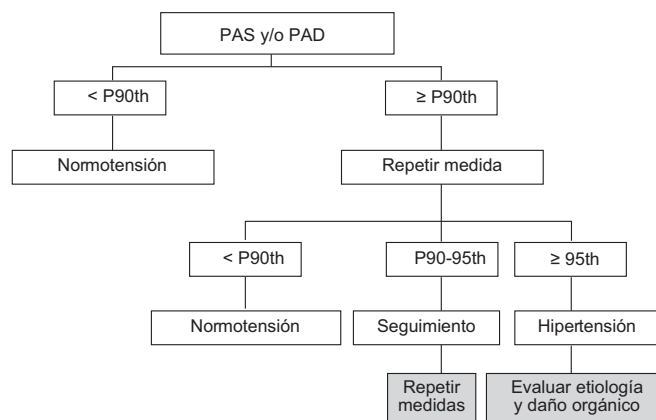 PAS y/o PAD
< P90th
≥ P90th
Normotensión
Repetir medida
< P90th
P90-95th
≥ 95th
Normotensión
Seguimiento
Hipertensión
Repetir
medidas
Evaluar etiología
y daño orgánico